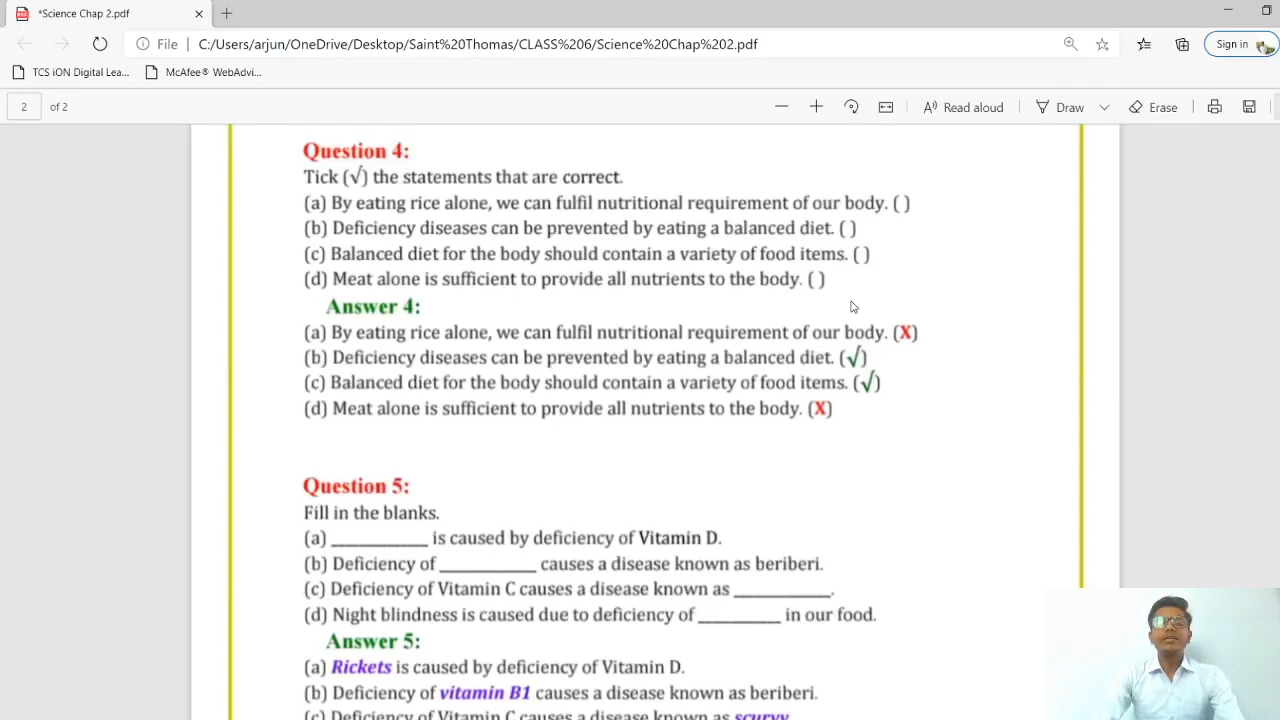 *Science Chap 2.pdf
File | C:/Users/arjun/OneDrive/Desktop/Saint%20Thomas/CLASS%206/Science%20Chap%202.pdf
Sign in
TCS iON Digital Lea...
McAfee® WebAdvi...
2 of 2
Read aloud
Draw
Erase
Question 4:
Tick (√) the statements that are correct.
(a) By eating rice alone, we can fulfil nutritional requirement of our body. ( )
(b) Deficiency diseases can be prevented by eating a balanced diet. ( )
(c) Balanced diet for the body should contain a variety of food items. ( )
(d) Meat alone is sufficient to provide all nutrients to the body. ( )
Answer 4:
(a) By eating rice alone, we can fulfil nutritional requirement of our body. (X)
(b) Deficiency diseases can be prevented by eating a balanced diet. (√)
(c) Balanced diet for the body should contain a variety of food items. (√)
(d) Meat alone is sufficient to provide all nutrients to the body. (X)
Question 5:
Fill in the blanks.
(a) ___________ is caused by deficiency of Vitamin D.
(b) Deficiency of ___________ causes a disease known as beriberi.
(c) Deficiency of Vitamin C causes a disease known as ___________.
(d) Night blindness is caused due to deficiency of _________ in our food.
Answer 5:
(a) Rickets is caused by deficiency of Vitamin D.
(b) Deficiency of vitamin B1 causes a disease known as beriberi.
(c) Deficiency of Vitamin C causes a disease known as scurvy